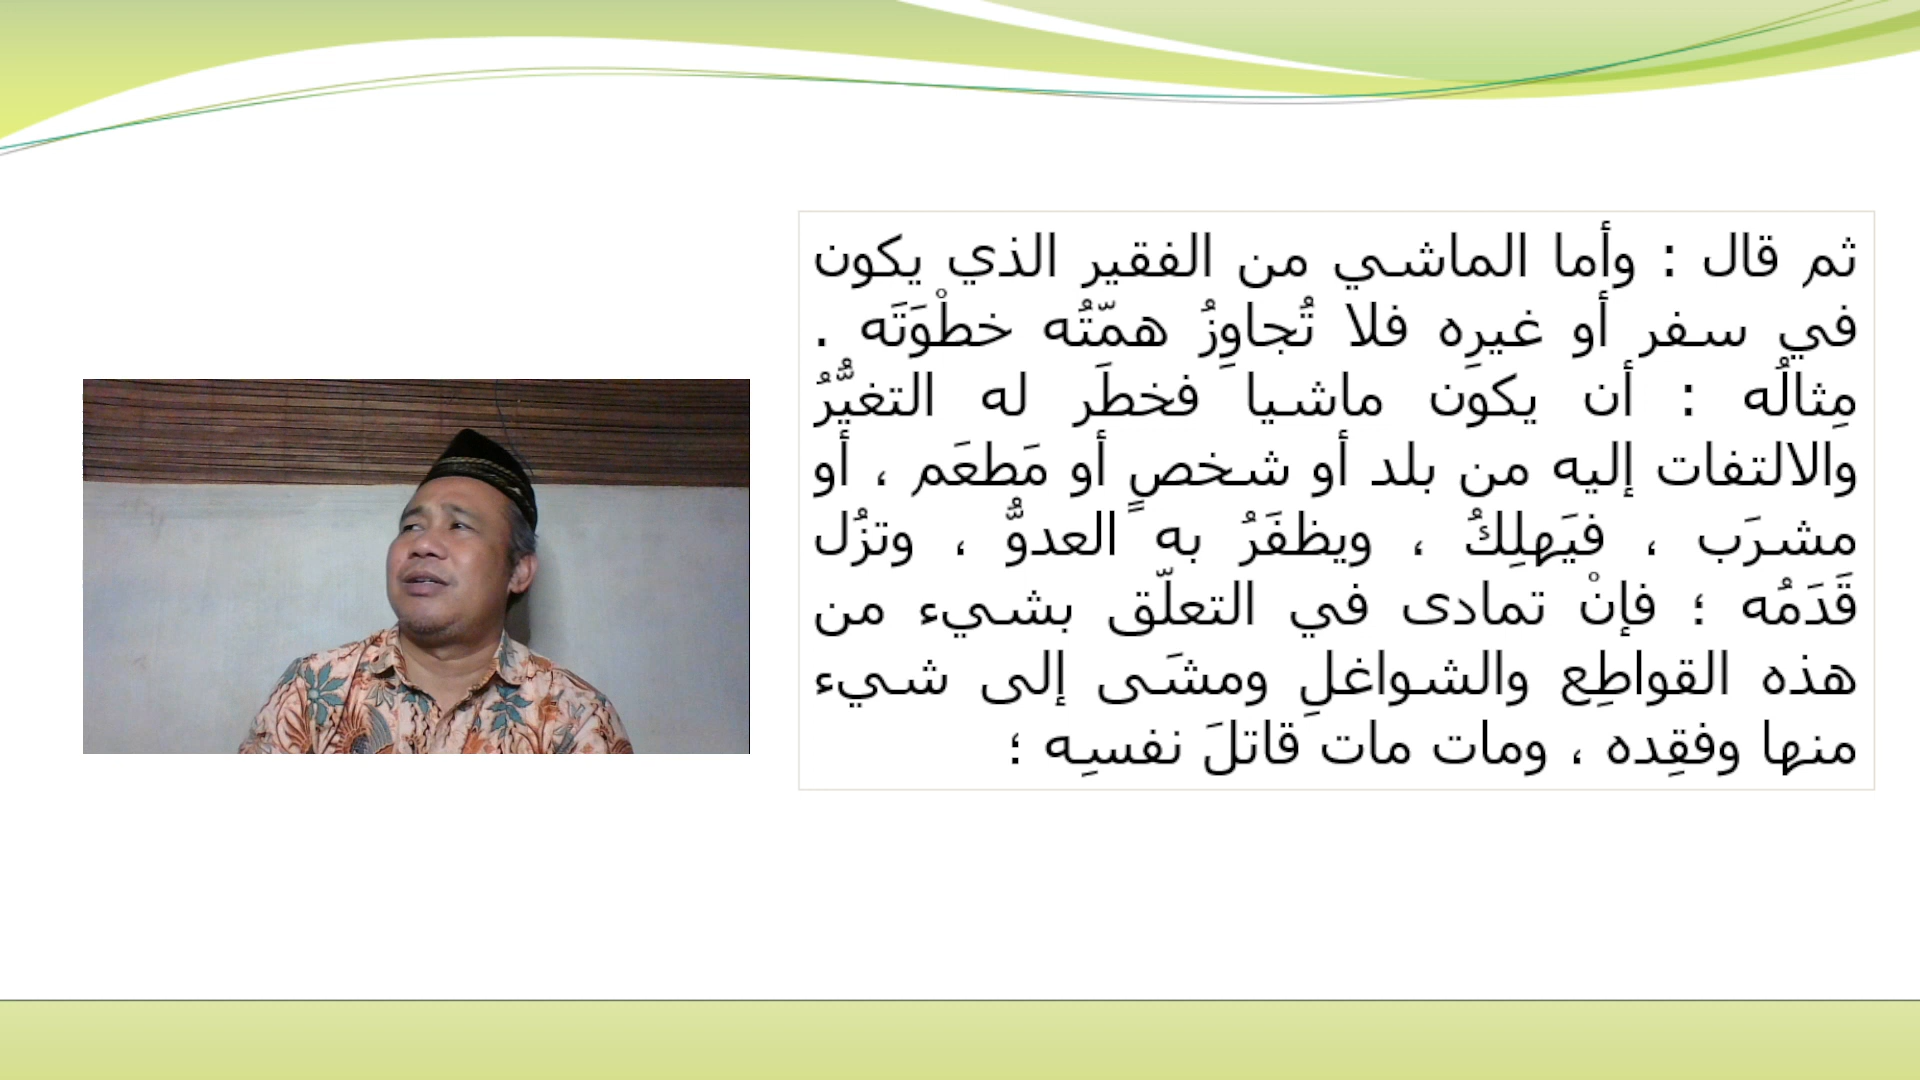 ثم قال : وأما الماشي من الفقير الذي يكون
في سفر أو غيرِه فلا تُجاوِزُ همّتُه خطْوَتَه .
مِثالُه : أن يكون ماشيا فخطَر له التغيُّرُ
والالتفات إليه من بلد أو شخصٍ أو مَطعَم ، أو
مشرَب ، فيَهلِكُ ، ويظفَرُ به العدوُّ ، وتزُل
قَدَمُه ؛ فإنْ تمادى في التعلّق بشيء من
هذه القواطِع والشواغلِ ومشَى إلى شيء
منها وفقِده ، ومات مات قاتلَ نفسِه ؛